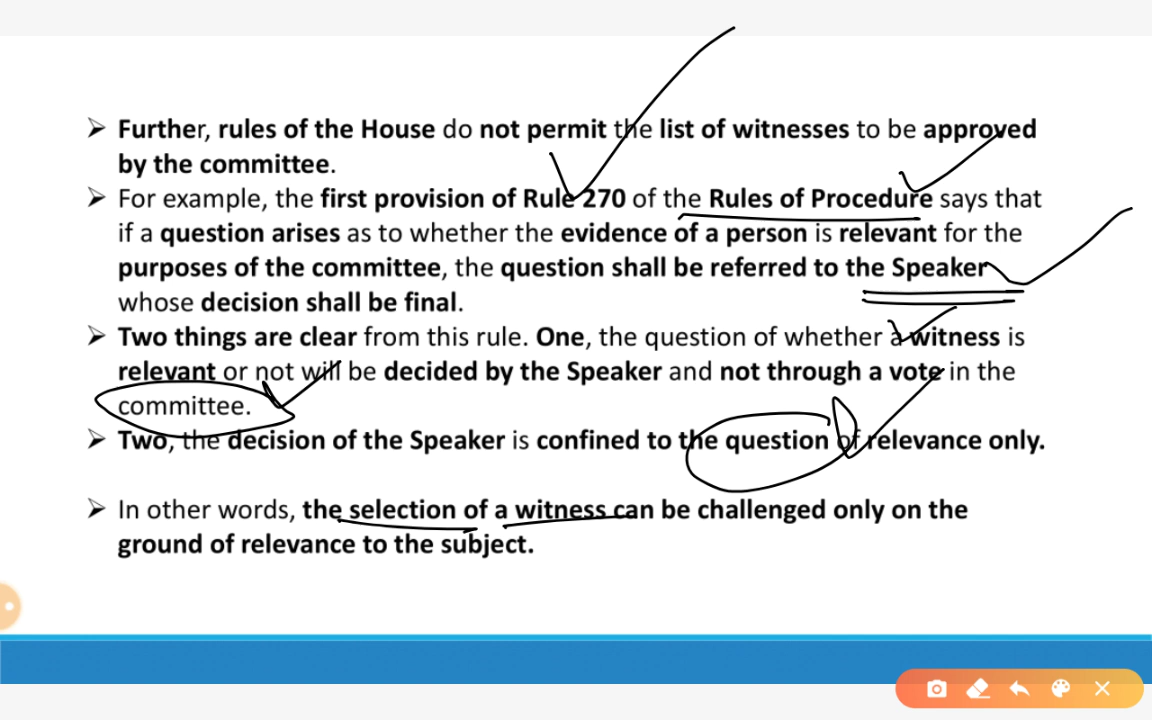 ➢ Further, rules of the House do not permit the list of witnesses to be approved
by the committee.
➢ For example, the first provision of Rule 270 of the Rules of Procedure says that
if a question arises as to whether the evidence of a person is relevant for the
purposes of the committee, the question shall be referred to the Speaker
whose decision shall be final.
➢ Two things are clear from this rule. One, the question of whether a witness is
relevant or not will be decided by the Speaker and not through a vote in the
committee.
➢ Two, the decision of the Speaker is confined to the question of relevance only.
➢ In other words, the selection of a witness can be challenged only on the
ground of relevance to the subject.